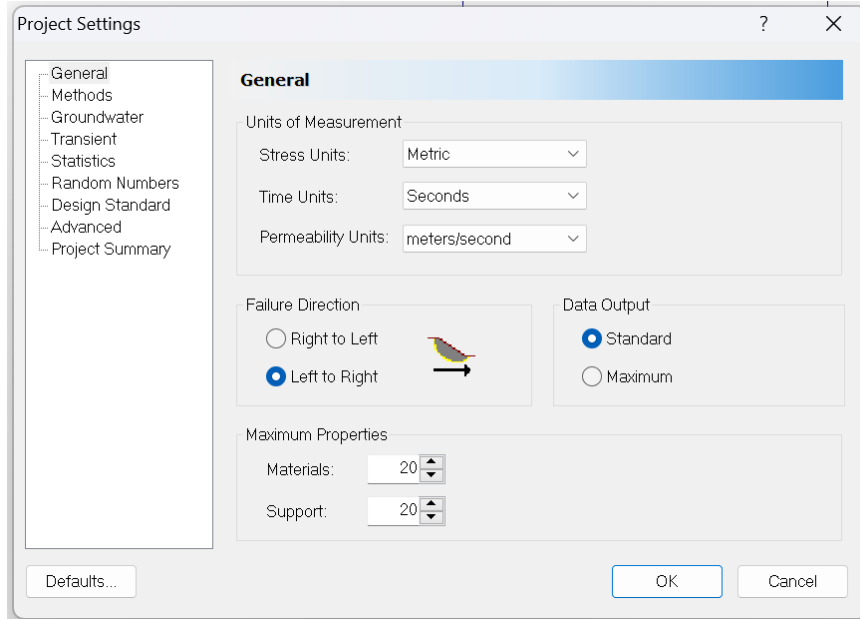 Project Settings
?
General
Methods
Groundwater
Transient
Statistics
Random Numbers
Design Standard
Advanced
Project Summary
General
Units of Measurement
Stress Units: Metric
Time Units: Seconds
Permeability Units: meters/second
Failure Direction
Right to Left
Left to Right
Data Output
Standard
Maximum
Maximum Properties
Materials: 20
Support: 20
Defaults... OK Cancel